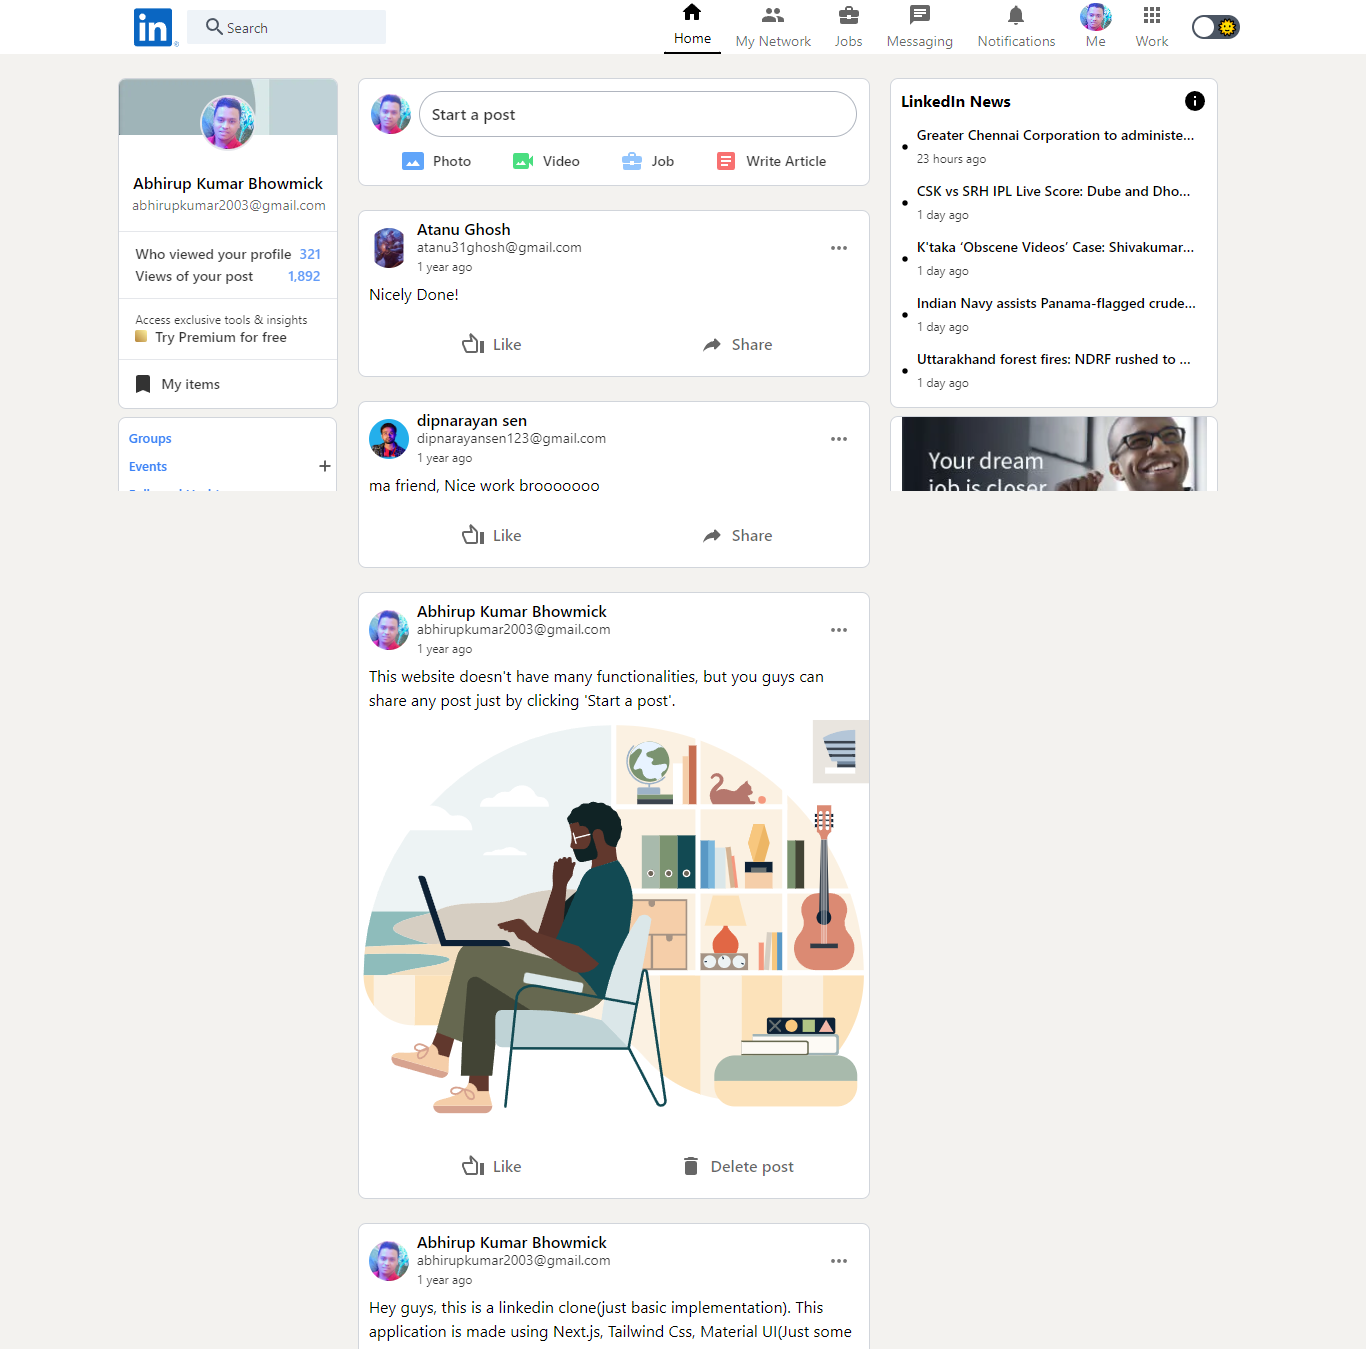 in
Search
Home
My Network
Jobs
Messaging
Notifications
Me
Work
Abhirup Kumar Bhowmick
abhirupkumar2003@gmail.com
Who viewed your profile 321
Views of your post 1,892
Access exclusive tools & insights
Try Premium for free
My items
Groups
Events
Start a post
Photo
Video
Job
Write Article
Atanu Ghosh
atanu31ghosh@gmail.com
1 year ago
Nicely Done!
Like
Share
dipnarayan sen
dipnarayansen123@gmail.com
1 year ago
ma friend, Nice work brooooooo
Like
Share
Abhirup Kumar Bhowmick
abhirupkumar2003@gmail.com
1 year ago
This website doesn't have many functionalities, but you guys can
share any post just by clicking 'Start a post'.
Like
Delete post
Abhirup Kumar Bhowmick
abhirupkumar2003@gmail.com
1 year ago
Hey guys, this is a linkedin clone(just basic implementation). This
application is made using Next.js, Tailwind Css, Material UI(Just some
LinkedIn News
Greater Chennai Corporation to administe...
23 hours ago
CSK vs SRH IPL Live Score: Dube and Dho...
1 day ago
K'taka ‘Obscene Videos’ Case: Shivakumar...
1 day ago
Indian Navy assists Panama-flagged crude...
1 day ago
Uttarakhand forest fires: NDRF rushed to ...
1 day ago
Your dream
job is closer